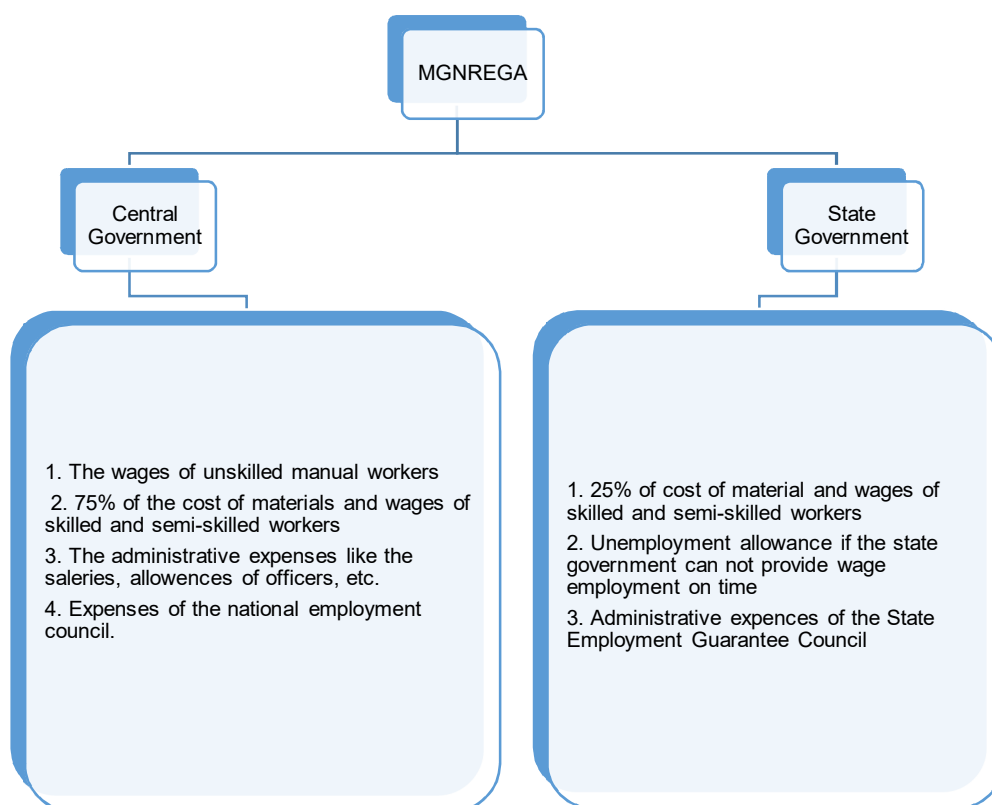 MGNREGA
Central
Government
State
Government
1. The wages of unskilled manual workers
2. 75% of the cost of materials and wages of
skilled and semi-skilled workers
3. The administrative expenses like the
saleries, allowences of officers, etc.
4. Expenses of the national employment
council.
1. 25% of cost of material and wages of
skilled and semi-skilled workers
2. Unemployment allowance if the state
government can not provide wage
employment on time
3. Administrative expences of the State
Employment Guarantee Council